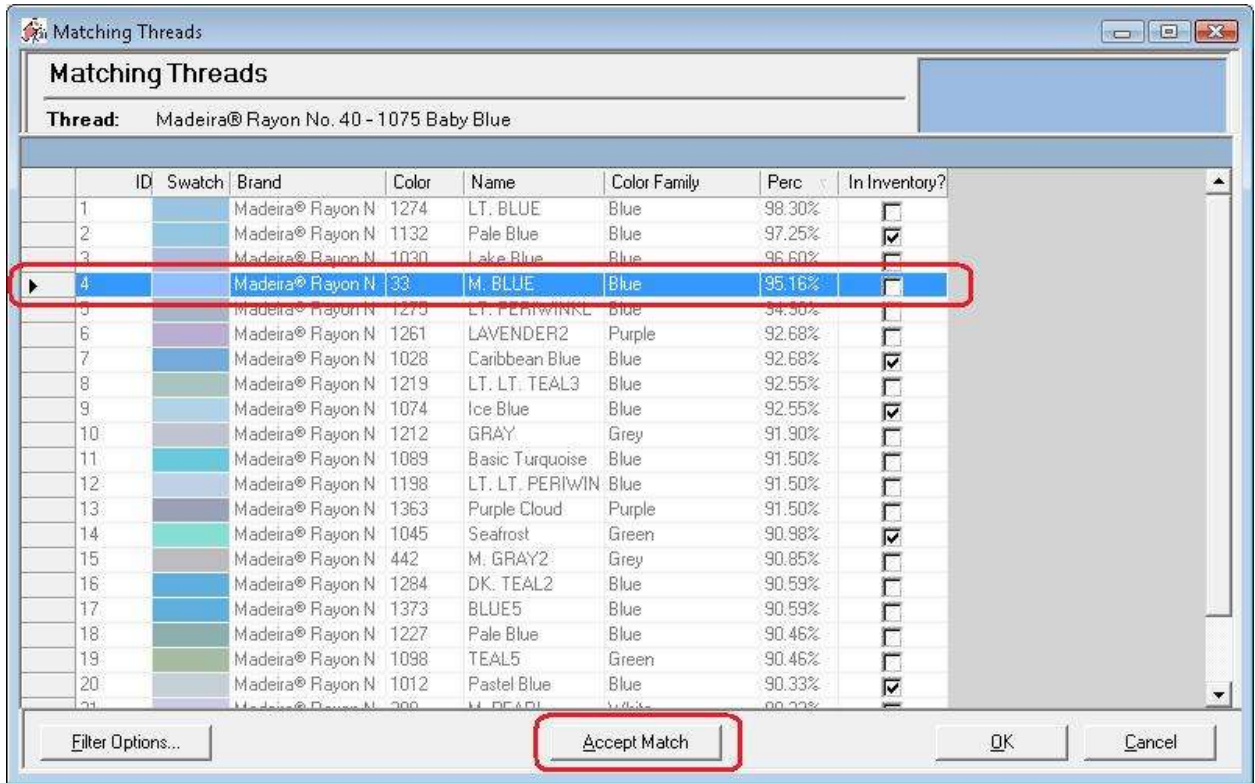 Matching Threads
Matching Threads
Thread: Madeira® Rayon No. 40 - 1075 Baby Blue
ID Swatch Brand Color Name Color Family Perc In Inventory?
1 Madeira® Rayon N 1274 LT. BLUE Blue 98.30%
2 Madeira® Rayon N 1132 Pale Blue Blue 97.25%
3 Madeira® Rayon N 1030 Lake Blue Blue 96.60%
4 Madeira® Rayon N 33 M. BLUE Blue 95.16%
5 Madeira® Rayon N 1275 LT. PERIWINKL Blue 94.90%
6 Madeira® Rayon N 1261 LAVENDER2 Purple 92.68%
7 Madeira® Rayon N 1028 Caribbean Blue Blue 92.68%
8 Madeira® Rayon N 1219 LT. LT. TEAL3 Blue 92.55%
9 Madeira® Rayon N 1074 Ice Blue Blue 92.55%
10 Madeira® Rayon N 1212 GRAY Grey 91.90%
11 Madeira® Rayon N 1089 Basic Turquoise Blue 91.50%
12 Madeira® Rayon N 1198 LT. LT. PERIWIN Blue 91.50%
13 Madeira® Rayon N 1363 Purple Cloud Purple 91.50%
14 Madeira® Rayon N 1045 Seafrost Green 90.98%
15 Madeira® Rayon N 442 M. GRAY2 Grey 90.85%
16 Madeira® Rayon N 1284 DK. TEAL2 Blue 90.59%
17 Madeira® Rayon N 1373 BLUE5 Blue 90.59%
18 Madeira® Rayon N 1227 Pale Blue Blue 90.46%
19 Madeira® Rayon N 1098 TEAL5 Green 90.46%
20 Madeira® Rayon N 1012 Pastel Blue Blue 90.33%
21 Madeira® Rayon N M. PEARL White
Filter Options... Accept Match OK Cancel